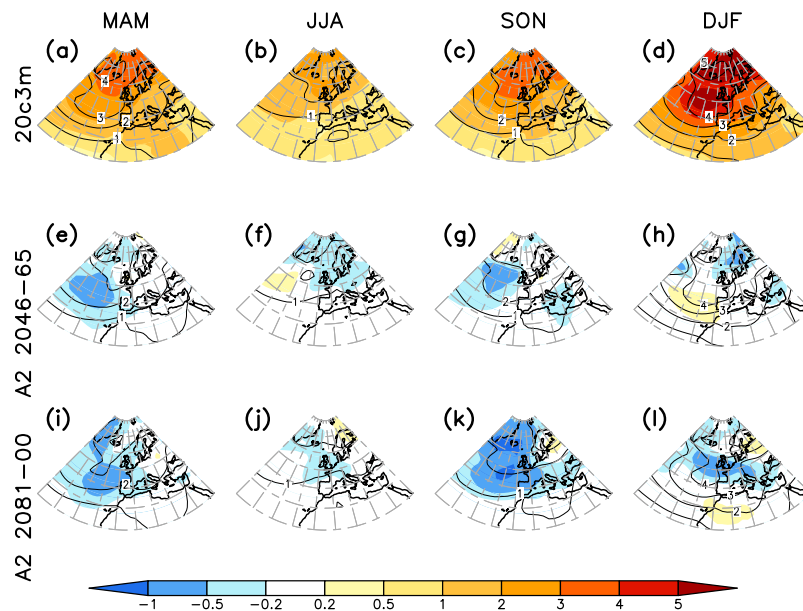 MAM JJA SON DJF
20c3m
(a) (b) (c) (d)
4 3 2 1
1
2 1
5 4 3 2
A2 2046-65
(e) (f) (g) (h)
2 1
1
2 1
4 3 2
A2 2081-00
(i) (j) (k) (l)
2
1
1
4 3 2
-1 -0.5 -0.2 0.2 0.5 1 2 3 4 5